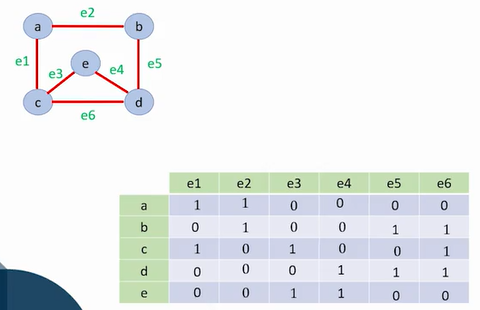 e2
a b
e1 e e5
e3 e4
c d
e6
e1 e2 e3 e4 e5 e6
a 1 1 0 0 0 0
b 0 1 0 0 1 1
c 1 0 1 0 0 1
d 0 0 0 1 1 1
e 0 0 1 1 0 0